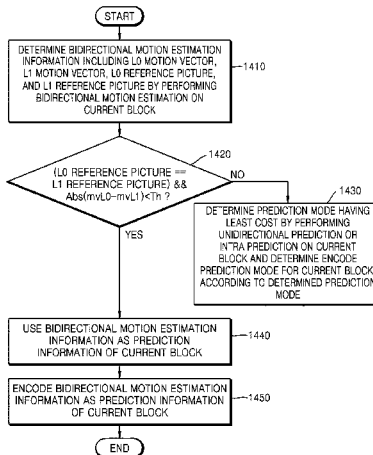 START
DETERMINE BIDIRECTIONAL MOTION ESTIMATION
INFORMATION INCLUDING L0 MOTION VECTOR,
L1 MOTION VECTOR, L0 REFERENCE PICTURE,
AND L1 REFERENCE PICTURE BY PERFORMING
BIDIRECTIONAL MOTION ESTIMATION ON
CURRENT BLOCK
1410
1420
(L0 REFERENCE PICTURE ==
L1 REFERENCE PICTURE) &&
Abs(mvL0-mvL1)<Th ?
NO
YES
1430
DETERMINE PREDICTION MODE HAVING
LEAST COST BY PERFORMING
UNIDIRECTIONAL PREDICTION OR
INTRA PREDICTION ON CURRENT
BLOCK AND DETERMINE ENCODE
PREDICTION MODE FOR CURRENT BLOCK
ACCORDING TO DETERMINED PREDICTION
MODE
USE BIDIRECTIONAL MOTION ESTIMATION
INFORMATION AS PREDICTION
INFORMATION OF CURRENT BLOCK
1440
ENCODE BIDIRECTIONAL MOTION ESTIMATION
INFORMATION AS PREDICTION INFORMATION
OF CURRENT BLOCK
1450
END